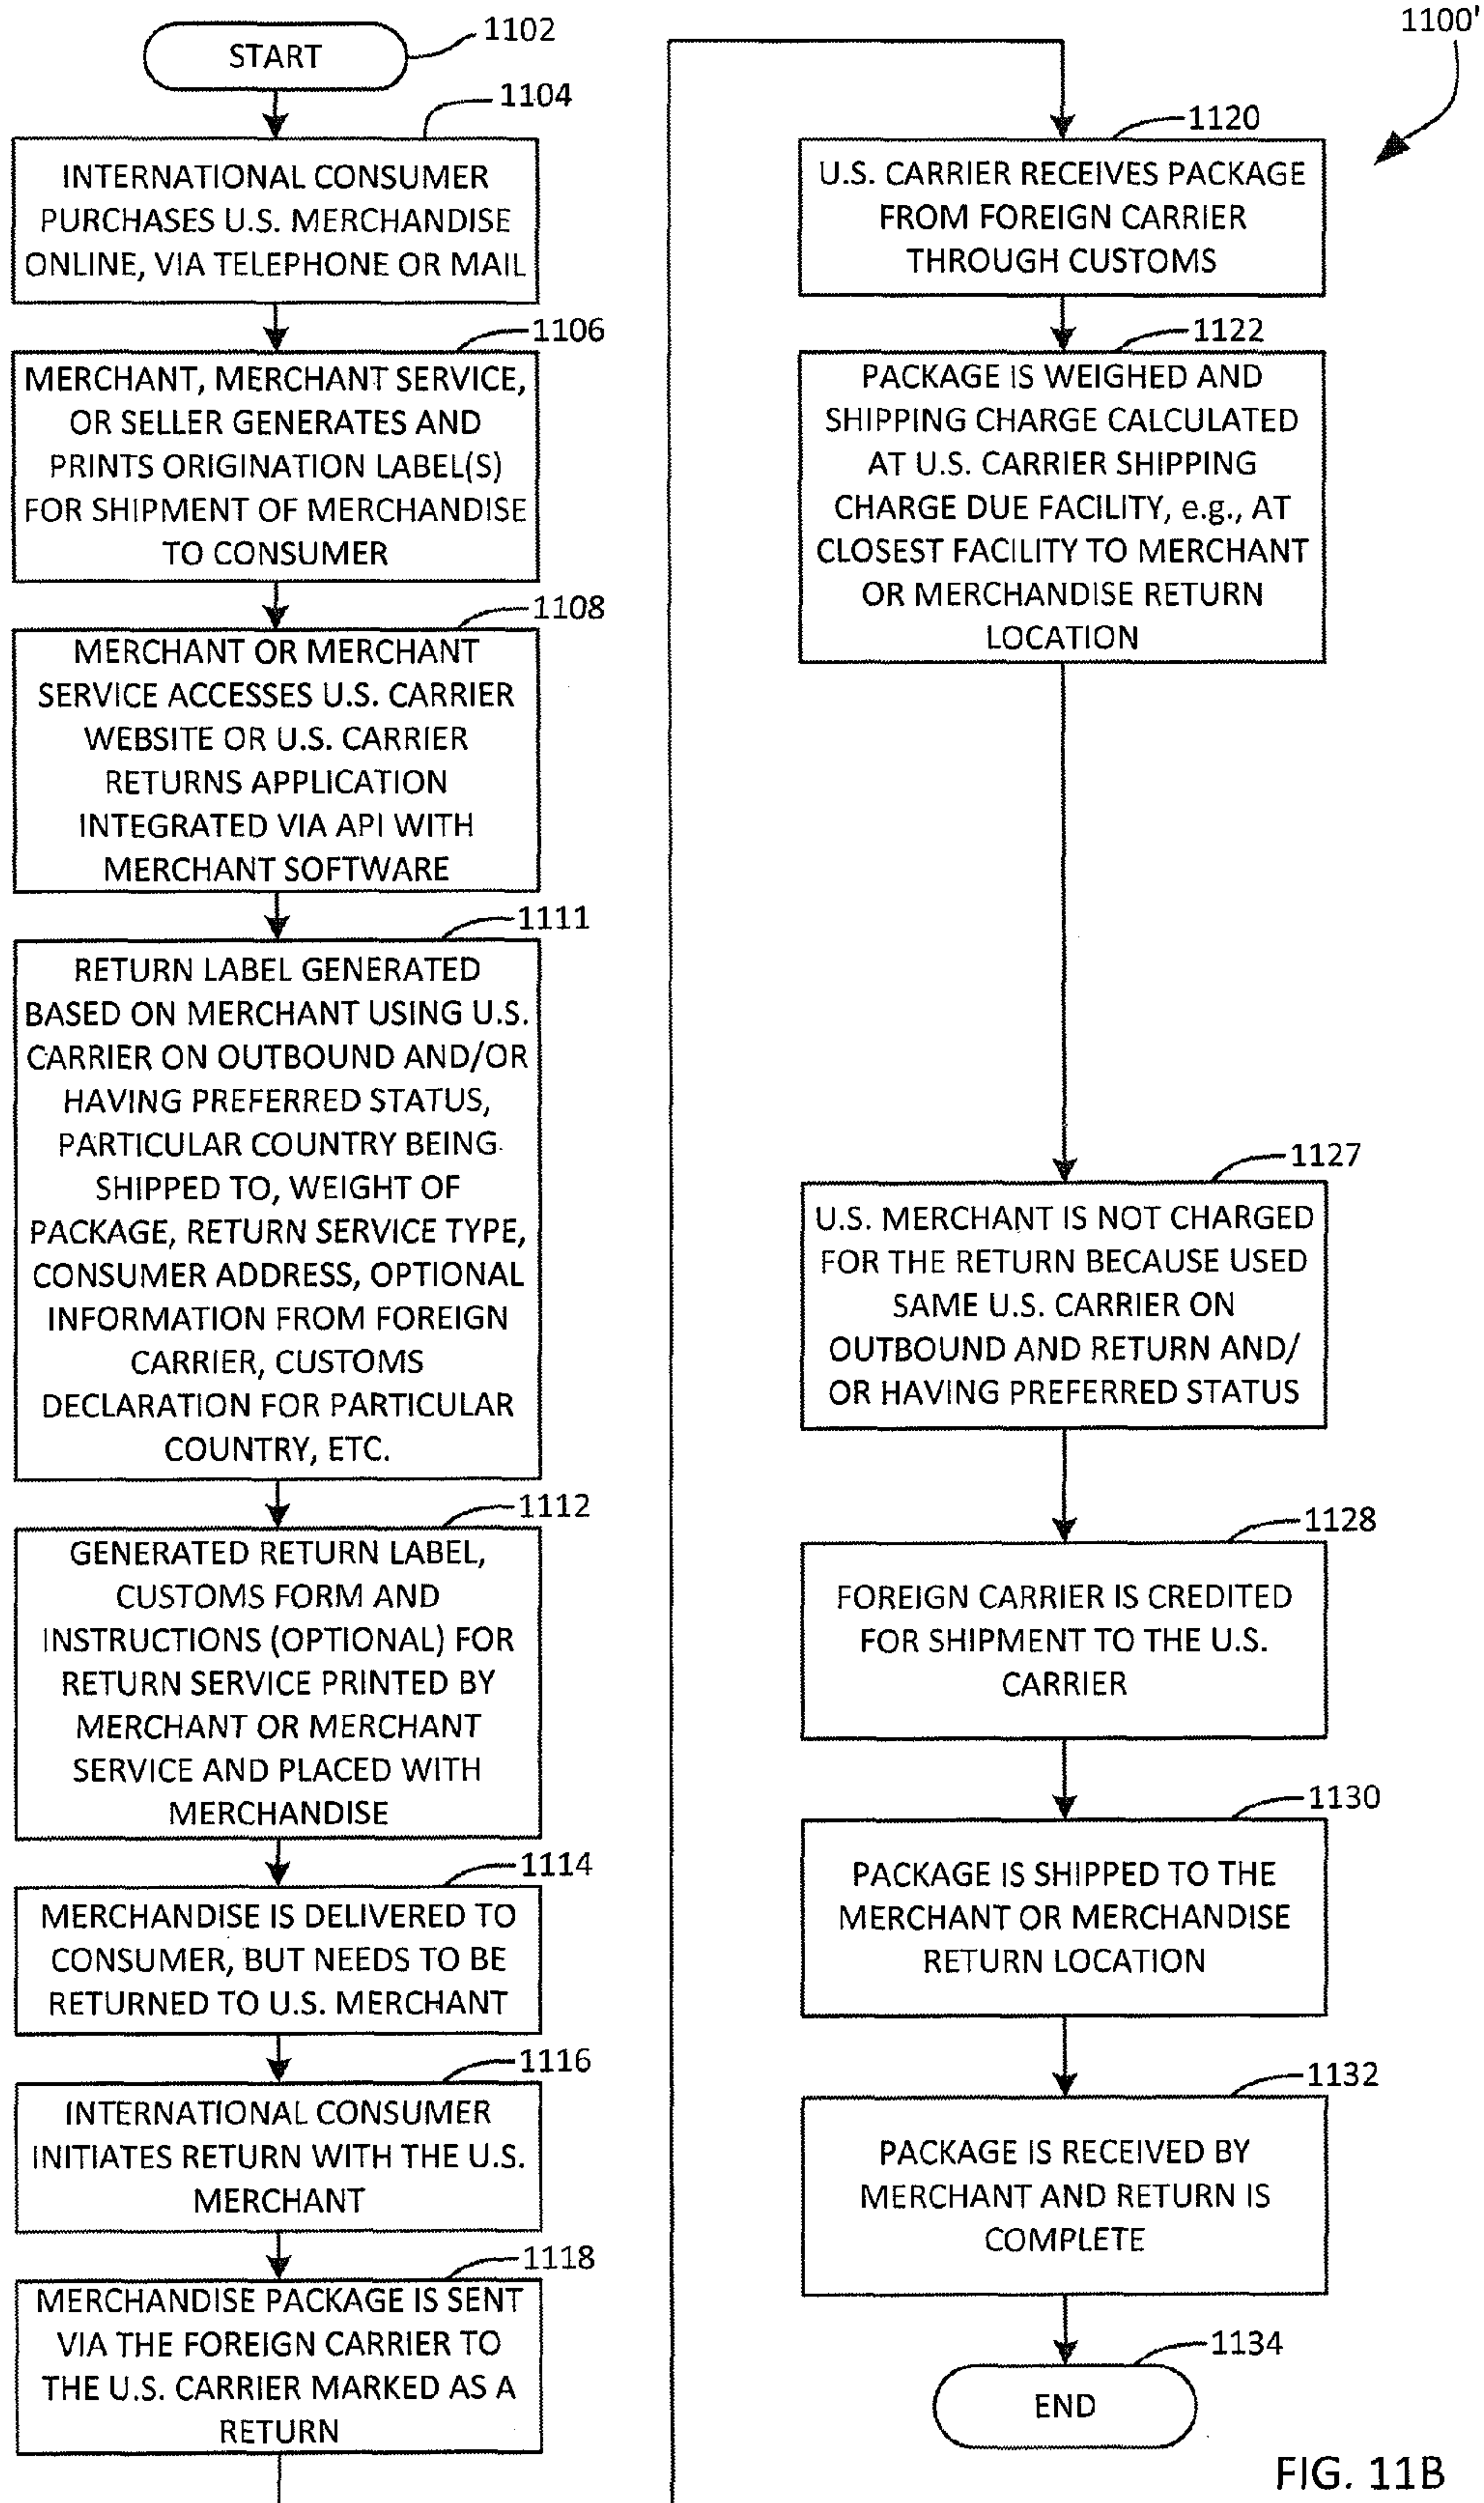 START
1102
1104
INTERNATIONAL CONSUMER
PURCHASES U.S. MERCHANDISE
ONLINE, VIA TELEPHONE OR MAIL
1106
MERCHANT, MERCHANT SERVICE,
OR SELLER GENERATES AND
PRINTS ORIGINATION LABEL(S)
FOR SHIPMENT OF MERCHANDISE
TO CONSUMER
1108
MERCHANT OR MERCHANT
SERVICE ACCESSES U.S. CARRIER
WEBSITE OR U.S. CARRIER
RETURNS APPLICATION
INTEGRATED VIA API WITH
MERCHANT SOFTWARE
1111
RETURN LABEL GENERATED
BASED ON MERCHANT USING U.S.
CARRIER ON OUTBOUND AND/OR
HAVING PREFERRED STATUS,
PARTICULAR COUNTRY BEING
SHIPPED TO, WEIGHT OF
PACKAGE, RETURN SERVICE TYPE,
CONSUMER ADDRESS, OPTIONAL
INFORMATION FROM FOREIGN
CARRIER, CUSTOMS
DECLARATION FOR PARTICULAR
COUNTRY, ETC.
1112
GENERATED RETURN LABEL,
CUSTOMS FORM AND
INSTRUCTIONS (OPTIONAL) FOR
RETURN SERVICE PRINTED BY
MERCHANT OR MERCHANT
SERVICE AND PLACED WITH
MERCHANDISE
1114
MERCHANDISE IS DELIVERED TO
CONSUMER, BUT NEEDS TO BE
RETURNED TO U.S. MERCHANT
1116
INTERNATIONAL CONSUMER
INITIATES RETURN WITH THE U.S.
MERCHANT
1118
MERCHANDISE PACKAGE IS SENT
VIA THE FOREIGN CARRIER TO
THE U.S. CARRIER MARKED AS A
RETURN
1100'
1120
U.S. CARRIER RECEIVES PACKAGE
FROM FOREIGN CARRIER
THROUGH CUSTOMS
1122
PACKAGE IS WEIGHED AND
SHIPPING CHARGE CALCULATED
AT U.S. CARRIER SHIPPING
CHARGE DUE FACILITY, e.g., AT
CLOSEST FACILITY TO MERCHANT
OR MERCHANDISE RETURN
LOCATION
1127
U.S. MERCHANT IS NOT CHARGED
FOR THE RETURN BECAUSE USED
SAME U.S. CARRIER ON
OUTBOUND AND RETURN AND/
OR HAVING PREFERRED STATUS
1128
FOREIGN CARRIER IS CREDITED
FOR SHIPMENT TO THE U.S.
CARRIER
1130
PACKAGE IS SHIPPED TO THE
MERCHANT OR MERCHANDISE
RETURN LOCATION
1132
PACKAGE IS RECEIVED BY
MERCHANT AND RETURN IS
COMPLETE
1134
END
FIG. 11B